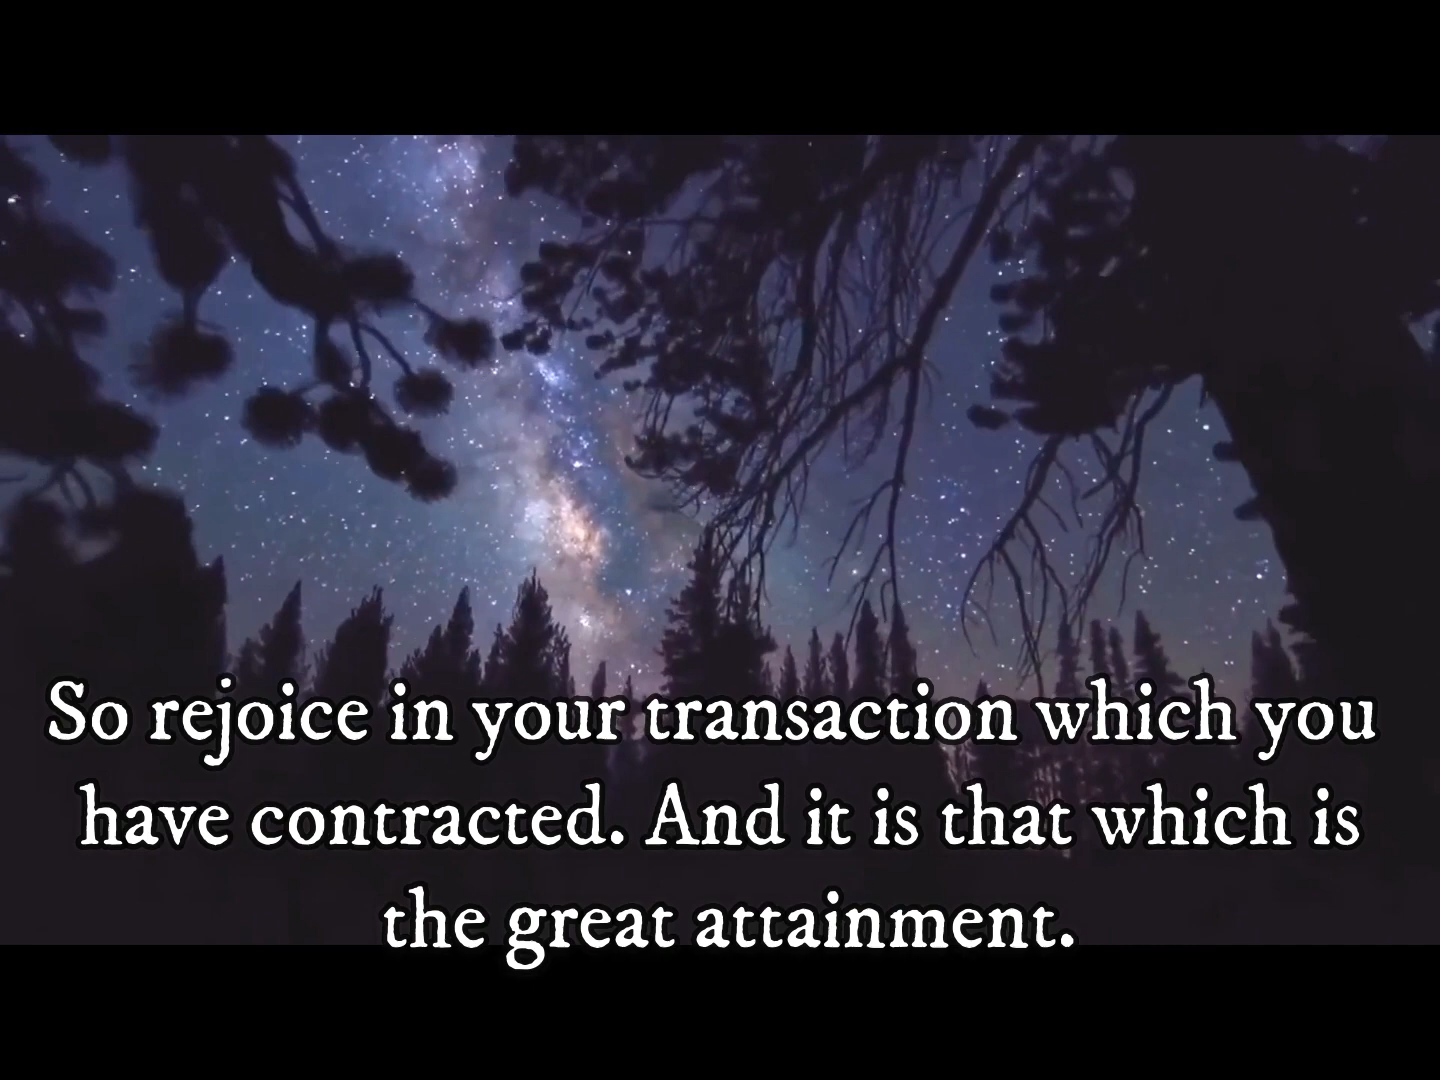 So rejoice in your transaction which you
have contracted. And it is that which is
the great attainment.